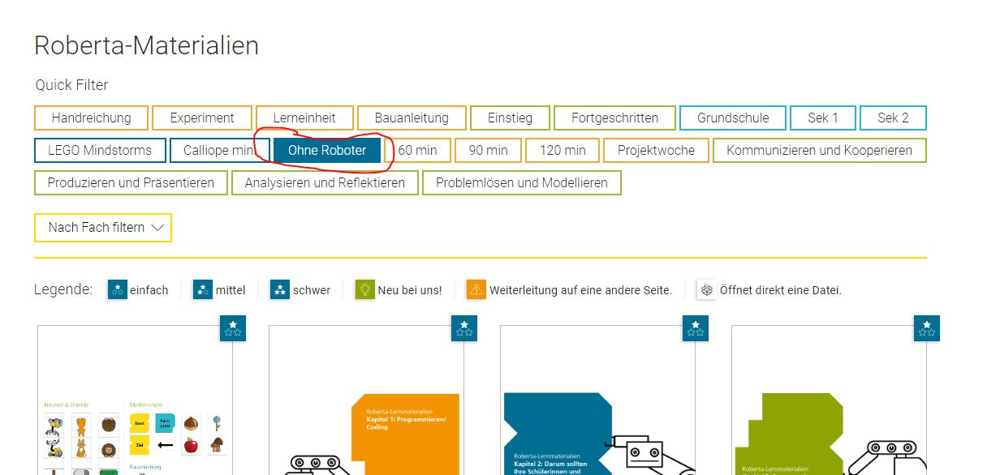 Roberta-Materialien
Quick Filter
Handreichung Experiment Lerneinheit Bauanleitung Einstieg Fortgeschritten Grundschule Sek 1 Sek 2
LEGO Mindstorms Calliope mini Ohne Roboter 60 min 90 min 120 min Projektwoche Kommunizieren und Kooperieren
Produzieren und Präsentieren Analysieren und Reflektieren Problemlösen und Modellieren
Nach Fach filtern
Legende: einfach mittel schwer Neu bei uns! Weiterleitung auf eine andere Seite. Öffnet direkt eine Datei.
Freunde & Objekte
Markierungen
Start
Park-
platz
Ziel
Bauanleitung
Roberta-Lernmaterialien
Kapitel 1: Programmieren/
Coding
Roberta-Lernmaterialien
Kapitel 2: Darum sollten
Ihre Schülerinnen und
Roberta-Lernmaterialien